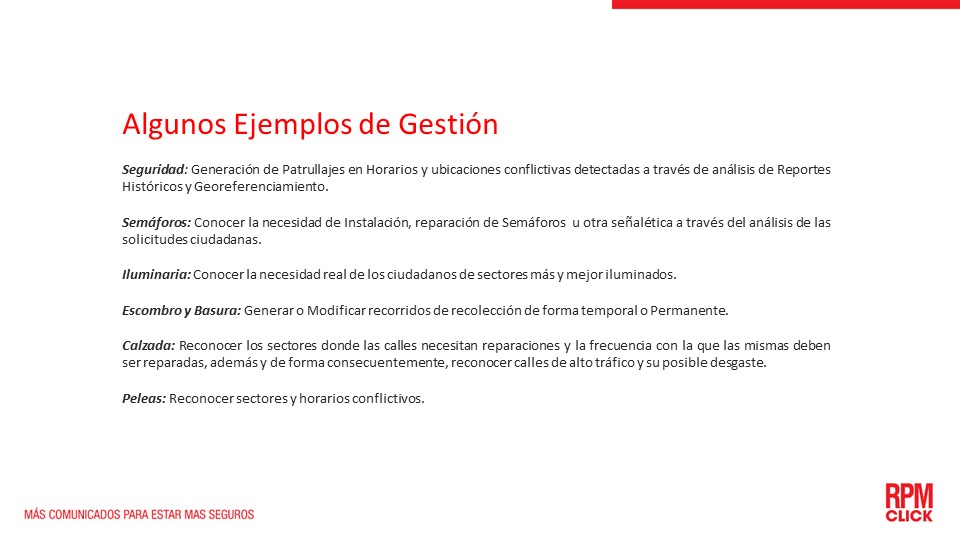 Algunos Ejemplos de Gestión
Seguridad: Generación de Patrullajes en Horarios y ubicaciones conflictivas detectadas a través de análisis de Reportes
Históricos y Georeferenciamiento.
Semáforos: Conocer la necesidad de Instalación, reparación de Semáforos u otra señalética a través del análisis de las
solicitudes ciudadanas.
Iluminaria: Conocer la necesidad real de los ciudadanos de sectores más y mejor iluminados.
Escombro y Basura: Generar o Modificar recorridos de recolección de forma temporal o Permanente.
Calzada: Reconocer los sectores donde las calles necesitan reparaciones y la frecuencia con la que las mismas deben
ser reparadas, además y de forma consecuentemente, reconocer calles de alto tráfico y su posible desgaste.
Peleas: Reconocer sectores y horarios conflictivos.
MÁS COMUNICADOS PARA ESTAR MAS SEGUROS
RPM
CLICK